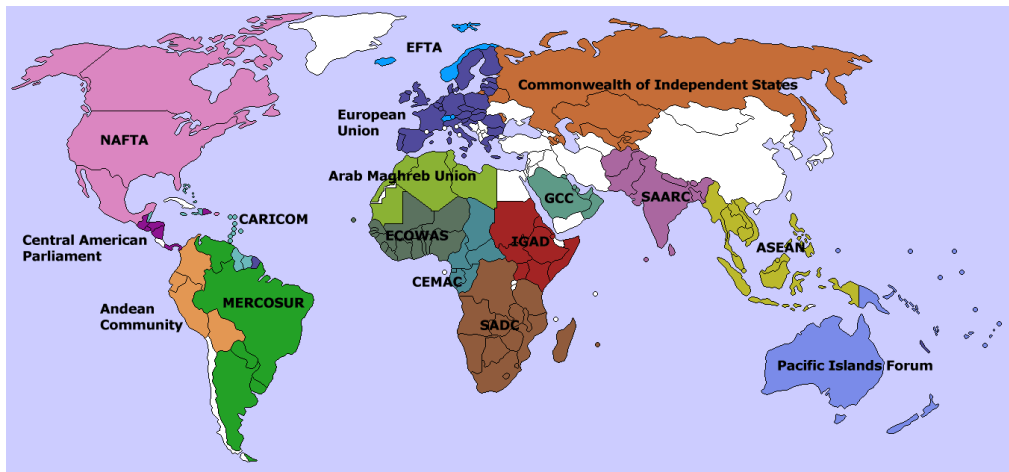 EFTA
Commonwealth of Independent States
European
Union
NAFTA
Arab Maghreb Union
GCC
SAARC
CARICOM
ECOWAS
IGAD
ASEAN
Central American
Parliament
CEMAC
MERCOSUR
Andean
Community
SADC
Pacific Islands Forum